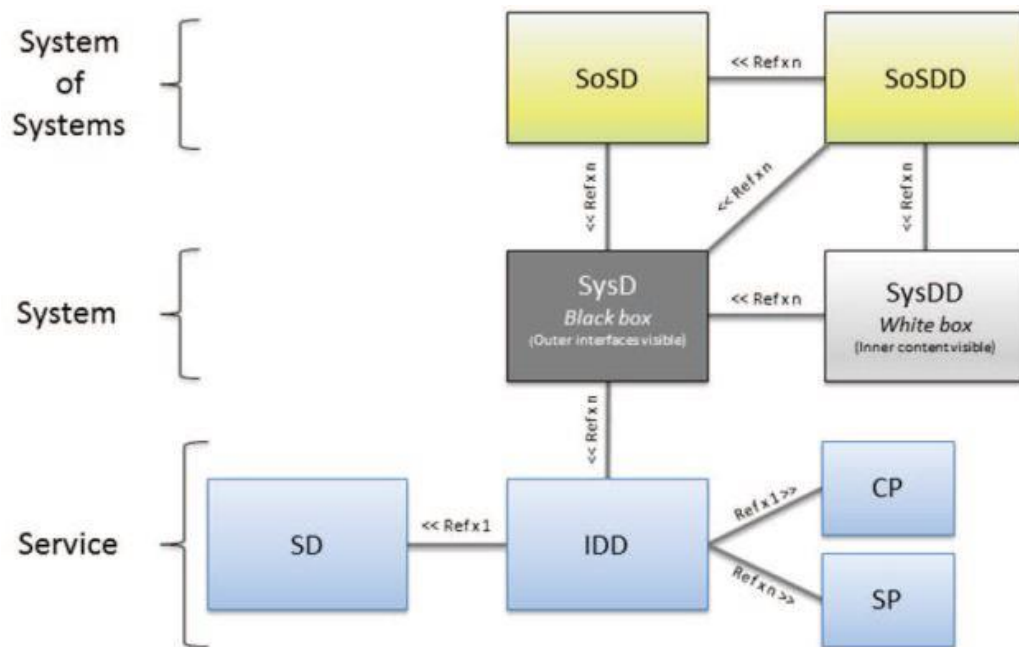 System
of
Systems
SoSD
<< Refxn
SoSDD
<< Refxn
<< Refxn
<< Refxn
System
SysD
Black box
(Outer interfaces visible)
<< Refxn
SysDD
White box
(Inner content visible)
<< Refxn
Service
SD
<< Refx1
IDD
Refx1>>
CP
Refxn >>
SP